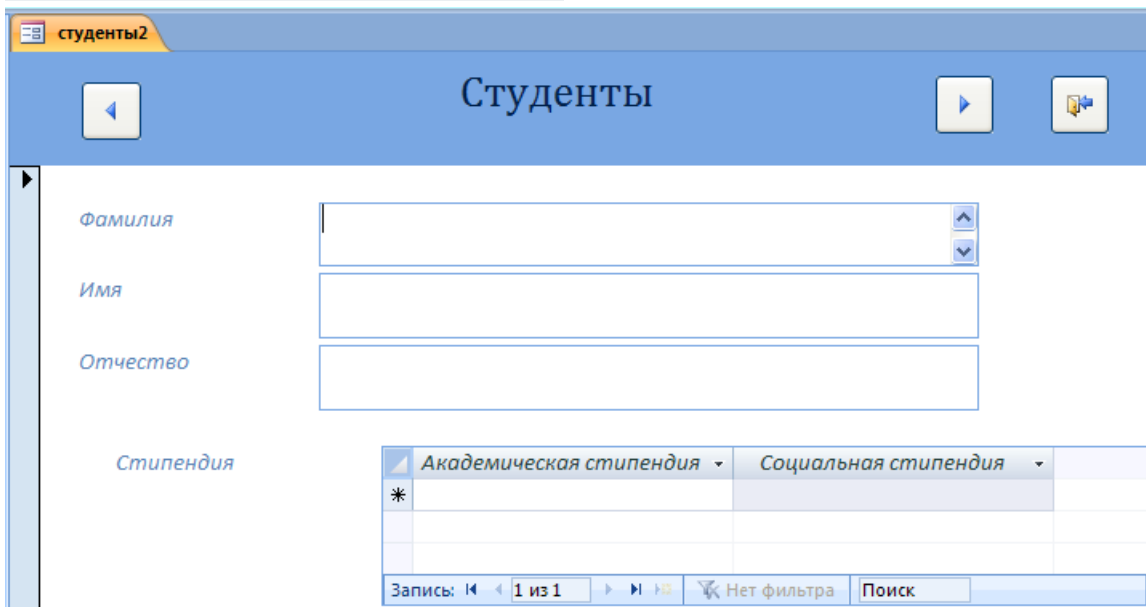 студенты2
Студенты
Фамилия
Имя
Отчество
Стипендия
Академическая стипендия Социальная стипендия
Запись: 1 из 1 Нет фильтра Поиск